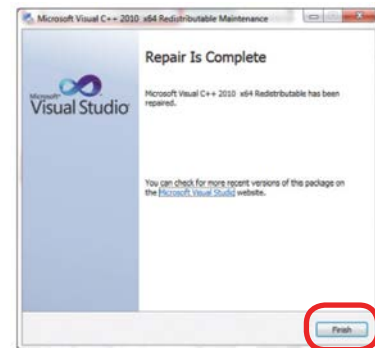 Microsoft Visual C++ 2010 x64 Redistributable Maintenance
Repair Is Complete
Microsoft
Visual Studio
Microsoft Visual C++ 2010 x64 Redistributable has been
repaired.
You can check for more recent versions of this package on
the Microsoft Visual Studio website.
Finish